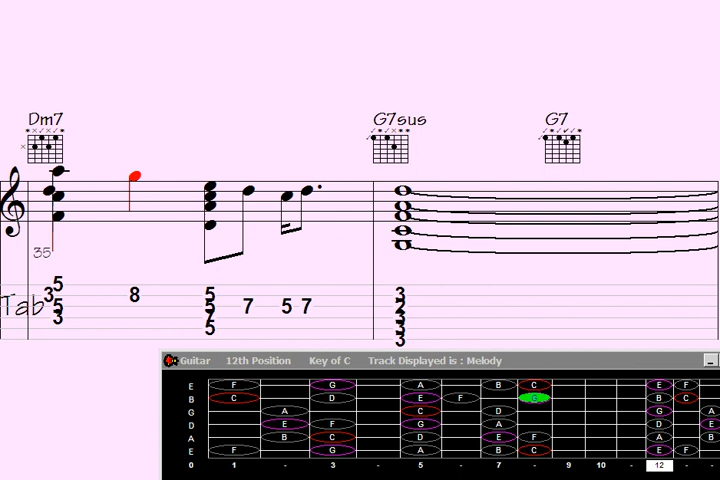 Dm7 G7sus G7
35
Tab
5 5
3 8 3
5 5 7 5 7 2
3 7 3
5 3
3
Guitar 12th Position Key of C Track Displayed is : Melody
E F G A B C E F
B C D E F G B C
G A C D G A
D E F G A D E
A B C D E F A B
E F G A B C E F
0 1 - 3 - 5 - 7 - 9 10 - 12 - -